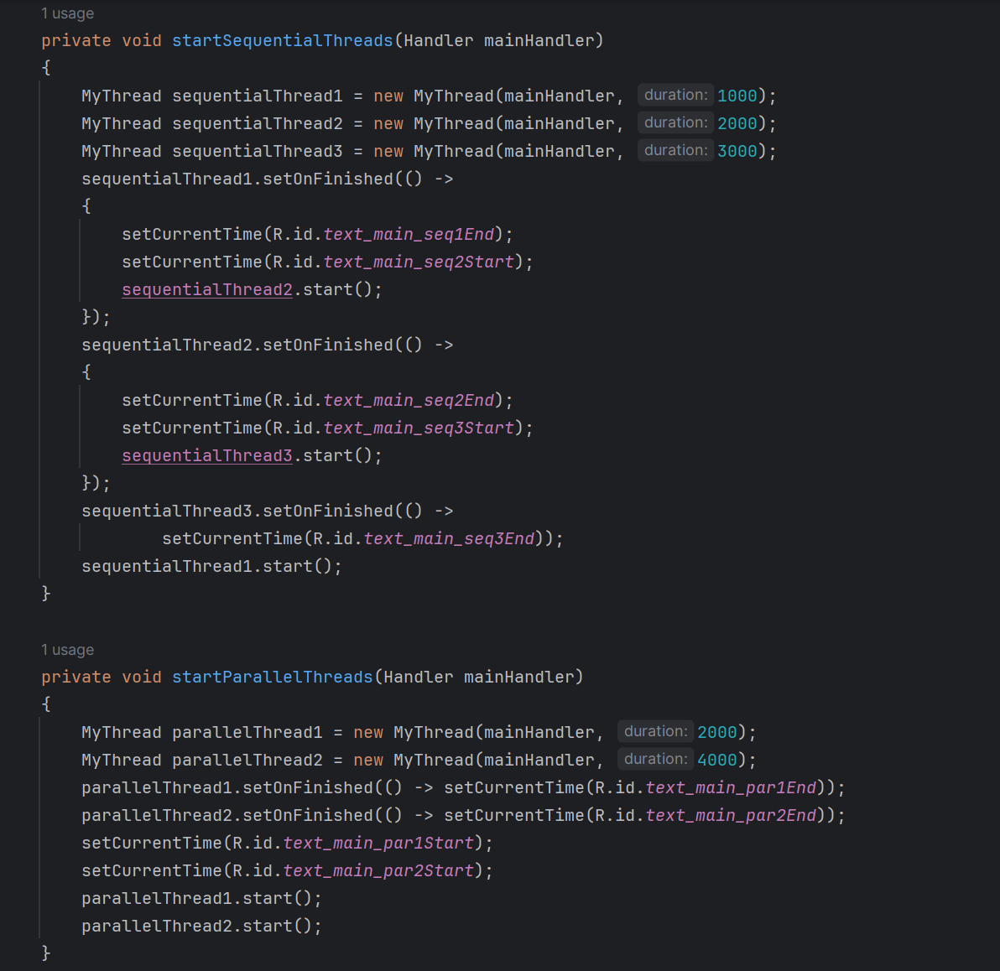 1 usage
private void startSequentialThreads(Handler mainHandler)
{
    MyThread sequentialThread1 = new MyThread(mainHandler, duration: 1000);
    MyThread sequentialThread2 = new MyThread(mainHandler, duration: 2000);
    MyThread sequentialThread3 = new MyThread(mainHandler, duration: 3000);
    sequentialThread1.setOnFinished(() ->
    {
        setCurrentTime(R.id.text_main_seq1End);
        setCurrentTime(R.id.text_main_seq2Start);
        sequentialThread2.start();
    });
    sequentialThread2.setOnFinished(() ->
    {
        setCurrentTime(R.id.text_main_seq2End);
        setCurrentTime(R.id.text_main_seq3Start);
        sequentialThread3.start();
    });
    sequentialThread3.setOnFinished(() ->
            setCurrentTime(R.id.text_main_seq3End));
    sequentialThread1.start();
}

1 usage
private void startParallelThreads(Handler mainHandler)
{
    MyThread parallelThread1 = new MyThread(mainHandler, duration: 2000);
    MyThread parallelThread2 = new MyThread(mainHandler, duration: 4000);
    parallelThread1.setOnFinished(() -> setCurrentTime(R.id.text_main_par1End));
    parallelThread2.setOnFinished(() -> setCurrentTime(R.id.text_main_par2End));
    setCurrentTime(R.id.text_main_par1Start);
    setCurrentTime(R.id.text_main_par2Start);
    parallelThread1.start();
    parallelThread2.start();
}